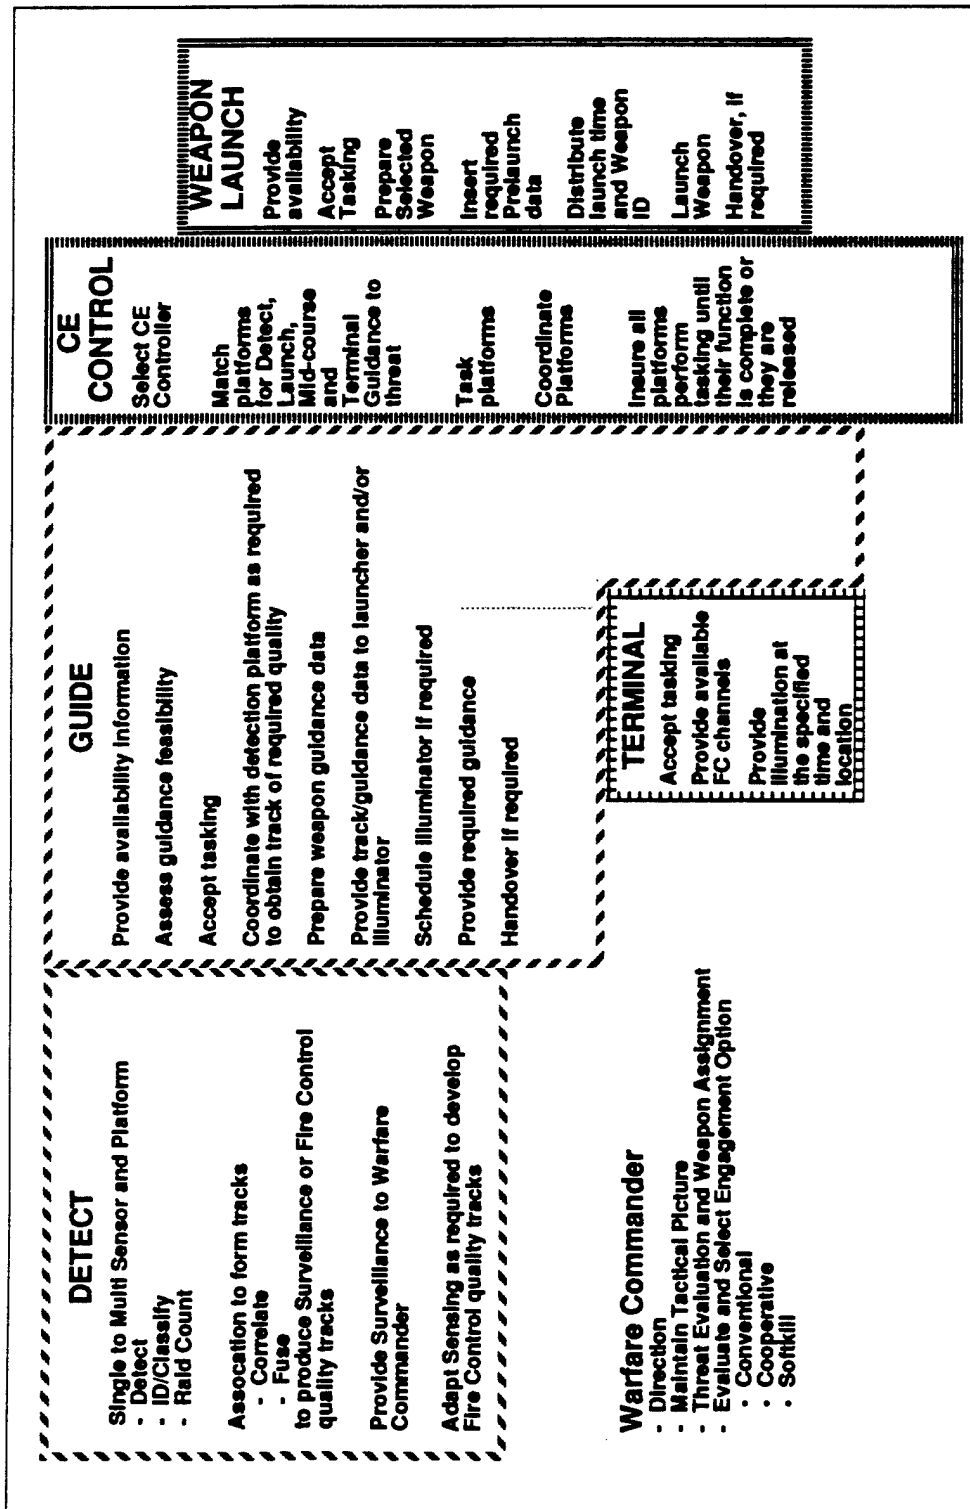 DETECT
Single to Multi Sensor and Platform
- Detect
- ID/Classify
- Raid Count
Assocation to form tracks
- Correlate
- Fuse
to produce Surveillance or Fire Control
quality tracks
Provide Surveillance to Warfare
Commander
Adapt Sensing as required to develop
Fire Control quality tracks
Warfare Commander
- Direction
- Maintain Tactical Picture
- Threat Evaluation and Weapon Assignment
- Evaluate and Select Engagement Option
• Conventional
• Cooperative
• Softkill
GUIDE
Provide availability information
Assess guidance feasibility
Accept tasking
Coordinate with detection platform as required
to obtain track of required quality
Prepare weapon guidance data
Provide track/guidance data to launcher and/or
illuminator
Schedule illuminator if required
Provide required guidance
Handover if required
TERMINAL
Accept tasking
Provide available
FC channels
Provide
illumination at
the specified
time and
location
CE
CONTROL
Select CE
Controller
Match
platforms
for Detect,
Launch,
Mid-course
and
Terminal
Guidance to
threat
Task
platforms
Coordinate
Platforms
Insure all
platforms
perform
tasking until
their function
is complete or
they are
released
WEAPON
LAUNCH
Provide
availability
Accept
Tasking
Prepare
Selected
Weapon
Insert
required
Prelaunch
data
Distribute
launch time
and Weapon
ID
Launch
Weapon
Handover, if
required